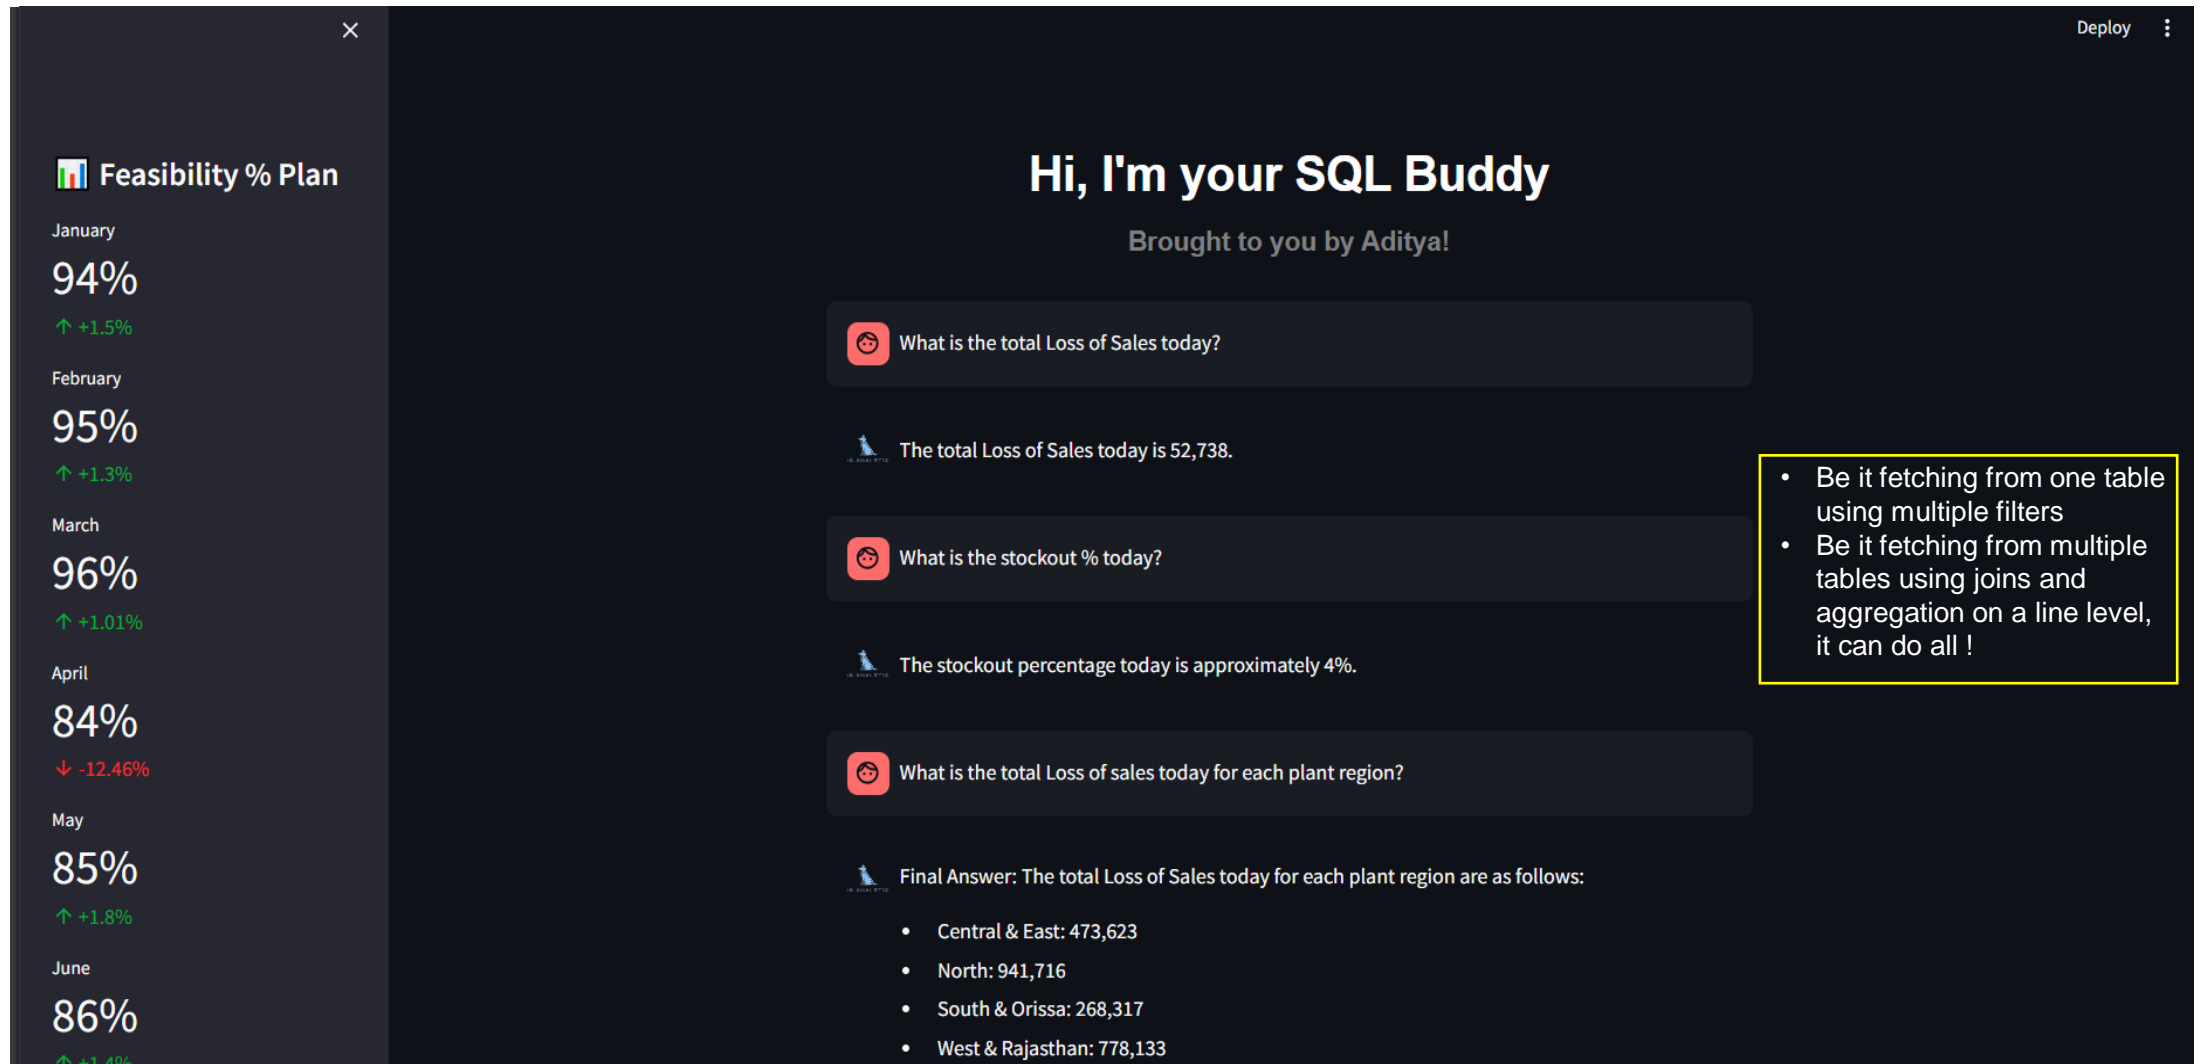 Deploy
📊 Feasibility % Plan
January
94%
↑ +1.5%
February
95%
↑ +1.3%
March
96%
↑ +1.01%
April
84%
↓ -12.46%
May
85%
↑ +1.8%
June
86%
↑ +1.4%
Hi, I'm your SQL Buddy
Brought to you by Aditya!
What is the total Loss of Sales today?
The total Loss of Sales today is 52,738.
What is the stockout % today?
The stockout percentage today is approximately 4%.
What is the total Loss of sales today for each plant region?
Final Answer: The total Loss of Sales today for each plant region are as follows:
• Central & East: 473,623
• North: 941,716
• South & Orissa: 268,317
• West & Rajasthan: 778,133
• Be it fetching from one table
using multiple filters
• Be it fetching from multiple
tables using joins and
aggregation on a line level,
it can do all !